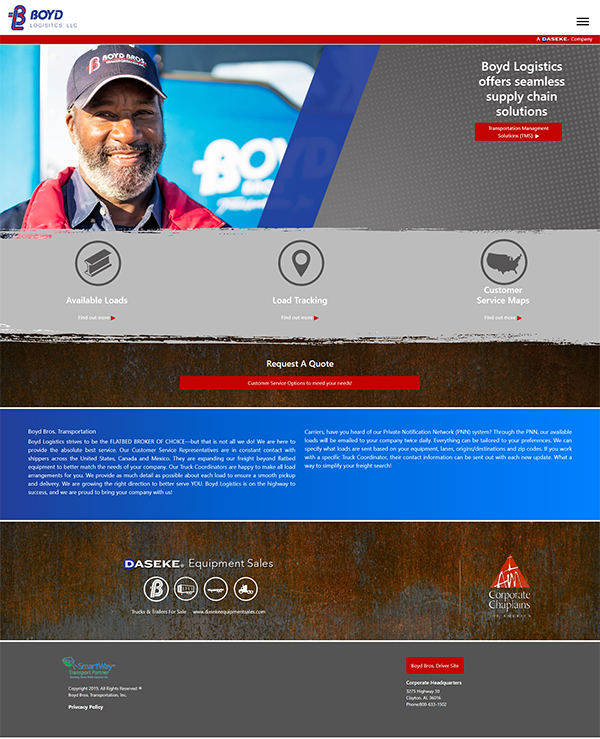 BOYD
LOGISITCS, LLC
A DASEKE® Company
BOYD BROS.
BOYD
BROS
Boyd Logistics
offers seamless
supply chain
solutions
Transportation Managment
Solutions (TMS) ▶
Available Loads
Find out more ▶
Load Tracking
Find out more ▶
Customer
Service Maps
Find out more ▶
Request A Quote
Customer Service Options to meed your needs!
Boyd Bros. Transportation
Boyd Logistics strives to be the FLATBED BROKER OF CHOICE—but that is not all we do! We are here to
provide the absolute best service. Our Customer Service Representatives are in constant contact with
shippers across the United States, Canada and Mexico. They are expanding our freight beyond flatbed
equipment to better match the needs of your company. Our Truck Coordinators are happy to make all load
arrangements for you. We provide as much detail as possible about each load to ensure a smooth pickup
and delivery. We are growing the right direction to better serve YOU. Boyd Logistics is on the highway to
success, and we are proud to bring your company with us!
Carriers, have you heard of our Private Notification Network (PNN) system? Through the PNN, our available
loads will be emailed to your company twice daily. Everything can be tailored to your preferences. We can
specify what loads are sent based on your equipment, lanes, origins/destinations and zip codes. If you work
with a specific Truck Coordinator, their contact information can be sent out with each new update. What a
way to simplify your freight search!
DASEKE® Equipment Sales
Trucks & Trailers For Sale www.dasekeequipmentsales.com
Corporate
Chaplains
OF AMERICA
SmartWay
Transport Partner
Copyright 2019. All Rights Reserved ®
Boyd Bros. Transportation, Inc.
Privacy Policy
Boyd Bros. Driver Site
Corporate Headquarters
3275 Highway 30
Clayton, AL 36016
Phone:800-633-1502